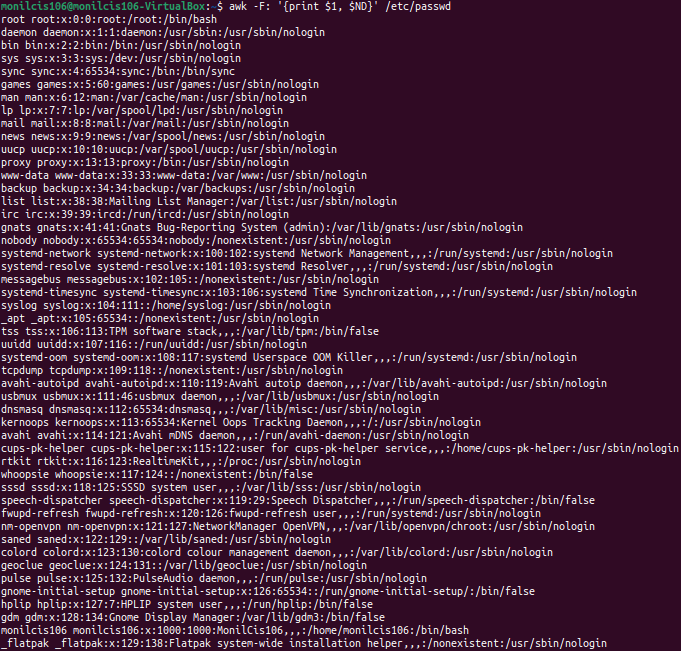 monilcis106@monilcis106-VirtualBox:~$ awk -F: '{print $1, $ND}' /etc/passwd
root root:x:0:0:root:/root:/bin/bash
daemon daemon:x:1:1:daemon:/usr/sbin:/usr/sbin/nologin
bin bin:x:2:2:bin:/bin:/usr/sbin/nologin
sys sys:x:3:3:sys:/dev:/usr/sbin/nologin
sync sync:x:4:65534:sync:/bin:/bin/sync
games games:x:5:60:games:/usr/games:/usr/sbin/nologin
man man:x:6:12:man:/var/cache/man:/usr/sbin/nologin
lp lp:x:7:7:lp:/var/spool/lpd:/usr/sbin/nologin
mail mail:x:8:8:mail:/var/mail:/usr/sbin/nologin
news news:x:9:9:news:/var/spool/news:/usr/sbin/nologin
uucp uucp:x:10:10:uucp:/var/spool/uucp:/usr/sbin/nologin
proxy proxy:x:13:13:proxy:/bin:/usr/sbin/nologin
www-data www-data:x:33:33:www-data:/var/www:/usr/sbin/nologin
backup backup:x:34:34:backup:/var/backups:/usr/sbin/nologin
list list:x:38:38:Mailing List Manager:/var/list:/usr/sbin/nologin
irc irc:x:39:39:ircd:/run/ircd:/usr/sbin/nologin
gnats gnats:x:41:41:Gnats Bug-Reporting System (admin):/var/lib/gnats:/usr/sbin/nologin
nobody nobody:x:65534:65534:nobody:/nonexistent:/usr/sbin/nologin
systemd-network systemd-network:x:100:102:systemd Network Management,,,:/run/systemd:/usr/sbin/nologin
systemd-resolve systemd-resolve:x:101:103:systemd Resolver,,,:/run/systemd:/usr/sbin/nologin
messagebus messagebus:x:102:105::/nonexistent:/usr/sbin/nologin
systemd-timesync systemd-timesync:x:103:106:systemd Time Synchronization,,,:/run/systemd:/usr/sbin/nologin
syslog syslog:x:104:111::/home/syslog:/usr/sbin/nologin
_apt _apt:x:105:65534::/nonexistent:/usr/sbin/nologin
tss tss:x:106:113:TPM software stack,,,:/var/lib/tpm:/bin/false
uuidd uuidd:x:107:116::/run/uuidd:/usr/sbin/nologin
systemd-oom systemd-oom:x:108:117:systemd Userspace OOM Killer,,,:/run/systemd:/usr/sbin/nologin
tcpdump tcpdump:x:109:118::/nonexistent:/usr/sbin/nologin
avahi-autoipd avahi-autoipd:x:110:119:Avahi autoip daemon,,,:/var/lib/avahi-autoipd:/usr/sbin/nologin
usbmux usbmux:x:111:46:usbmux daemon,,,:/var/lib/usbmux:/usr/sbin/nologin
dnsmasq dnsmasq:x:112:65534:dnsmasq,,,:/var/lib/misc:/usr/sbin/nologin
kernoops kernoops:x:113:65534:Kernel Oops Tracking Daemon,,,:/:/usr/sbin/nologin
avahi avahi:x:114:121:Avahi mDNS daemon,,,:/run/avahi-daemon:/usr/sbin/nologin
cups-pk-helper cups-pk-helper:x:115:122:user for cups-pk-helper service,,,:/home/cups-pk-helper:/usr/sbin/nologin
rtkit rtkit:x:116:123:RealtimeKit,,,:/proc:/usr/sbin/nologin
whoopsie whoopsie:x:117:124::/nonexistent:/bin/false
sssd sssd:x:118:125:SSSD system user,,,:/var/lib/sss:/usr/sbin/nologin
speech-dispatcher speech-dispatcher:x:119:29:Speech Dispatcher,,,:/run/speech-dispatcher:/bin/false
fwupd-refresh fwupd-refresh:x:120:126:fwupd-refresh user,,,:/run/systemd:/usr/sbin/nologin
nm-openvpn nm-openvpn:x:121:127:NetworkManager OpenVPN,,,:/var/lib/openvpn/chroot:/usr/sbin/nologin
saned saned:x:122:129::/var/lib/saned:/usr/sbin/nologin
colord colord:x:123:130:colord colour management daemon,,,:/var/lib/colord:/usr/sbin/nologin
geoclue geoclue:x:124:131::/var/lib/geoclue:/usr/sbin/nologin
pulse pulse:x:125:132:PulseAudio daemon,,,:/run/pulse:/usr/sbin/nologin
gnome-initial-setup gnome-initial-setup:x:126:65534::/run/gnome-initial-setup/:/bin/false
hplip hplip:x:127:7:HPLIP system user,,,:/run/hplip:/bin/false
gdm gdm:x:128:134:Gnome Display Manager:/var/lib/gdm3:/bin/false
monilcis106 monilcis106:x:1000:1000:MonilCis106,,,:/home/monilcis106:/bin/bash
_flatpak _flatpak:x:129:138:Flatpak system-wide installation helper,,,:/nonexistent:/usr/sbin/nologin